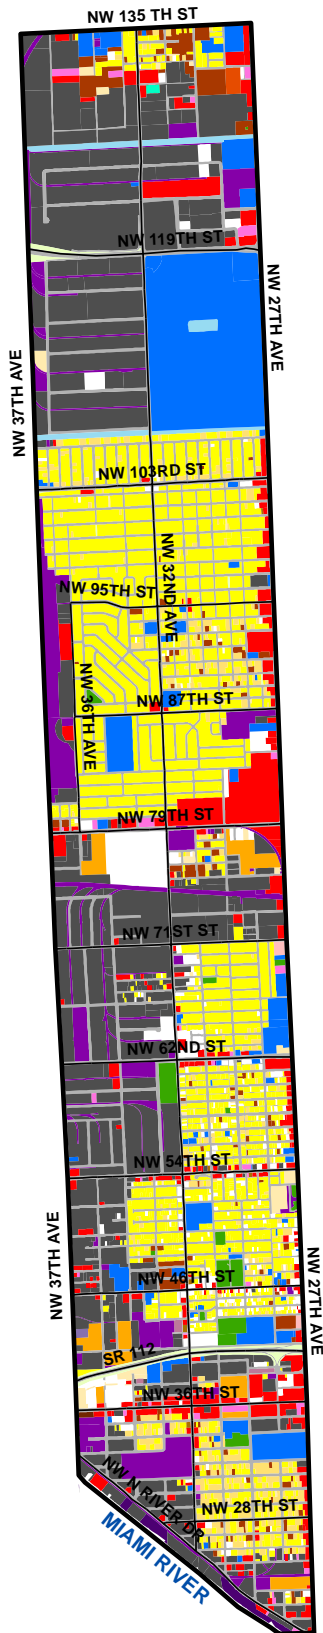 NW 135 TH ST
NW 119TH ST
NW 27TH AVE
NW 37TH AVE
NW 103RD ST
NW 32ND AVE
NW 95TH ST
NW 36TH AVE
NW 87TH ST
NW 79TH ST
NW 71ST ST
NW 62ND ST
NW 54TH ST
NW 37TH AVE
NW 27TH AVE
NW 46TH ST
SR 112
NW 36TH ST
NW N RIVER DR
NW 28TH ST
MIAMI RIVER